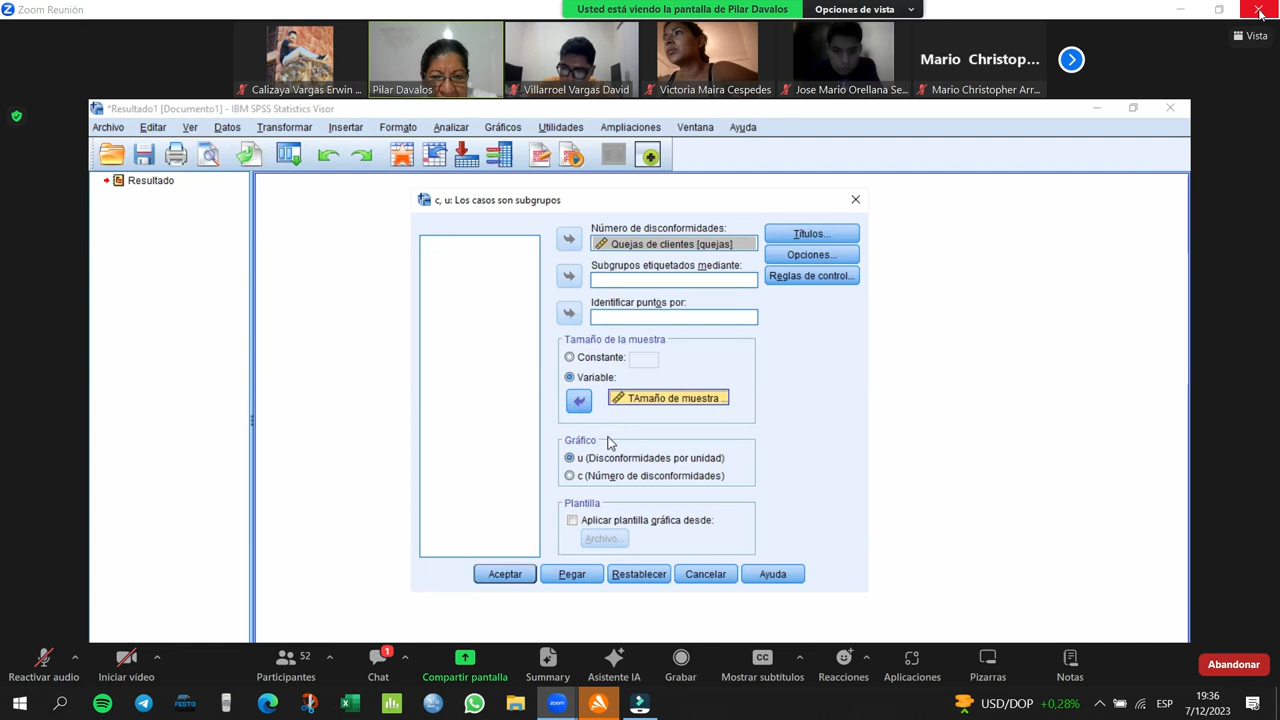 Zoom Reunión
Usted está viendo la pantalla de Pilar Davalos
Opciones de vista
Vista
Calizaya Vargas Erwin ...
Pilar Davalos
Villarroel Vargas David
Victoria Maira Cespedes
Jose Mario Orellana Se...
Mario Christop...
Mario Christopher Arr...
*Resultado1 [Documento1] - IBM SPSS Statistics Visor
Archivo Editar Ver Datos Transformar Insertar Formato Analizar Gráficos Utilidades Ampliaciones Ventana Ayuda
Resultado
c, u: Los casos son subgrupos
Número de disconformidades:
Quejas de clientes [quejas]
Títulos...
Opciones...
Reglas de control...
Subgrupos etiquetados mediante:
Identificar puntos por:
Tamaño de la muestra
Constante:
Variable:
TAmaño de muestra ...
Gráfico
u (Disconformidades por unidad)
c (Número de disconformidades)
Plantilla
Aplicar plantilla gráfica desde:
Archivo...
Aceptar Pegar Restablecer Cancelar Ayuda
52
1
CC
Reactivar audio Iniciar video Participantes Chat Compartir pantalla Summary Asistente IA Grabar Mostrar subtítulos Reacciones Aplicaciones Pizarras Notas
Abandonar
FESTO
zoom
USD/DOP +0,28%
ESP
19:36
7/12/2023